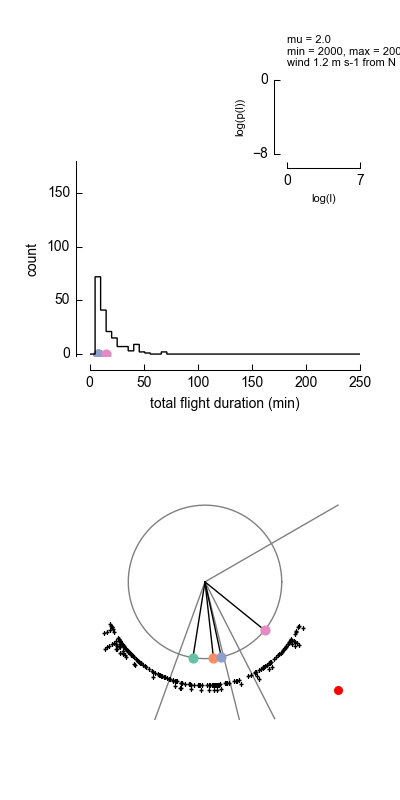 mu = 2.0
min = 2000, max = 200
wind 1.2 m s-1 from N
0
log(p(l))
−8
0 7
log(l)
150
100
50
0
count
0 50 100 150 200 250
total flight duration (min)